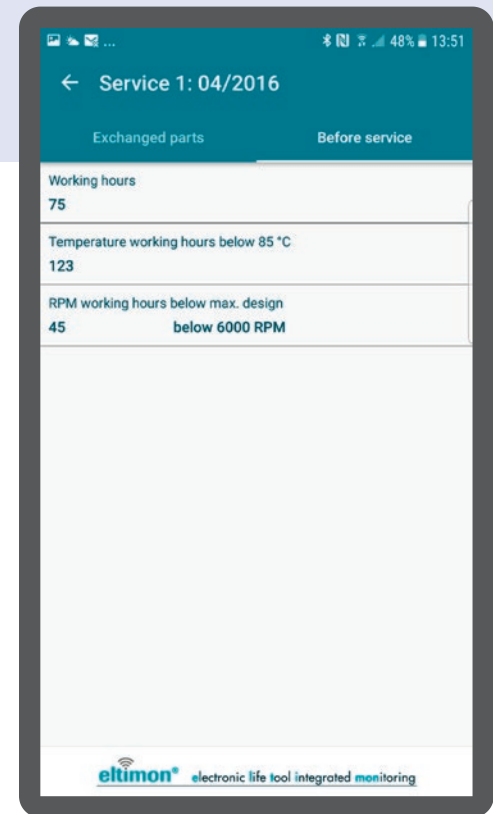 ... 48% 13:51
← Service 1: 04/2016
Exchanged parts Before service
Working hours
75
Temperature working hours below 85 °C
123
RPM working hours below max. design
45 below 6000 RPM
eltimon® electronic life tool integrated monitoring